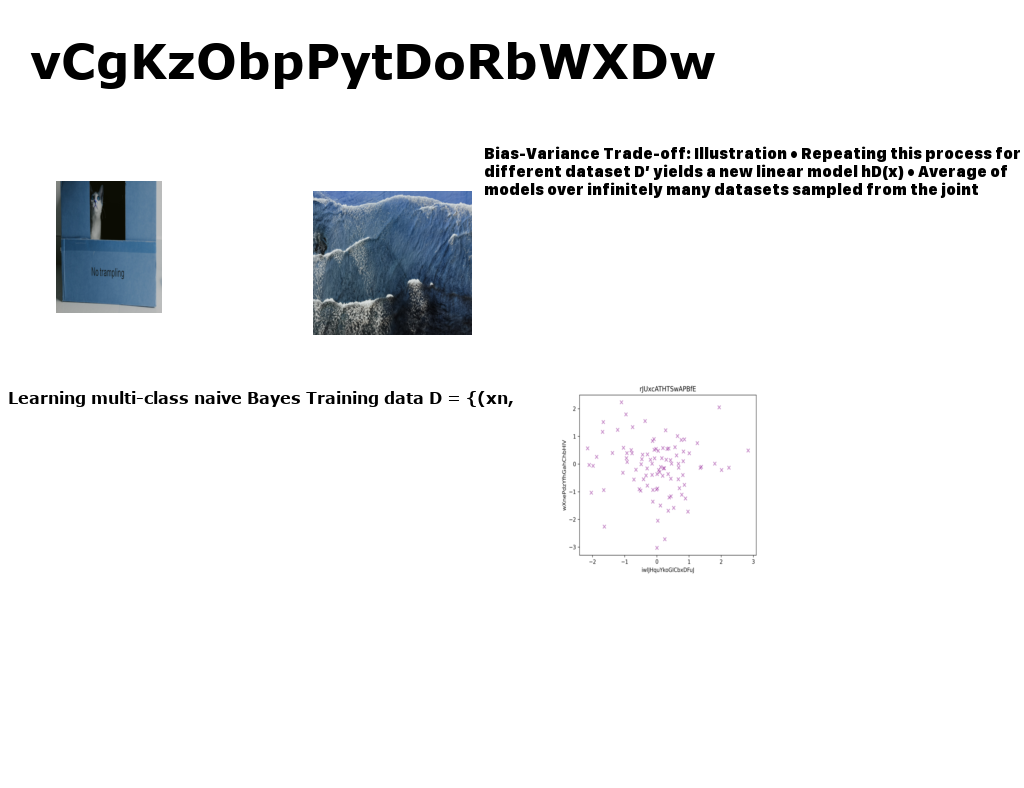 vCgKzObpPytDoRbWXDw
Bias-Variance Trade-off: Illustration • Repeating this process for
different dataset D’ yields a new linear model hD(x) • Average of
models over infinitely many datasets sampled from the joint
No trampling
Learning multi-class naive Bayes Training data D = {(xn,
rJUxcATHTSwAPBfE
2
1
0
−1
−2
−3
−2
−1
0
1
2
3